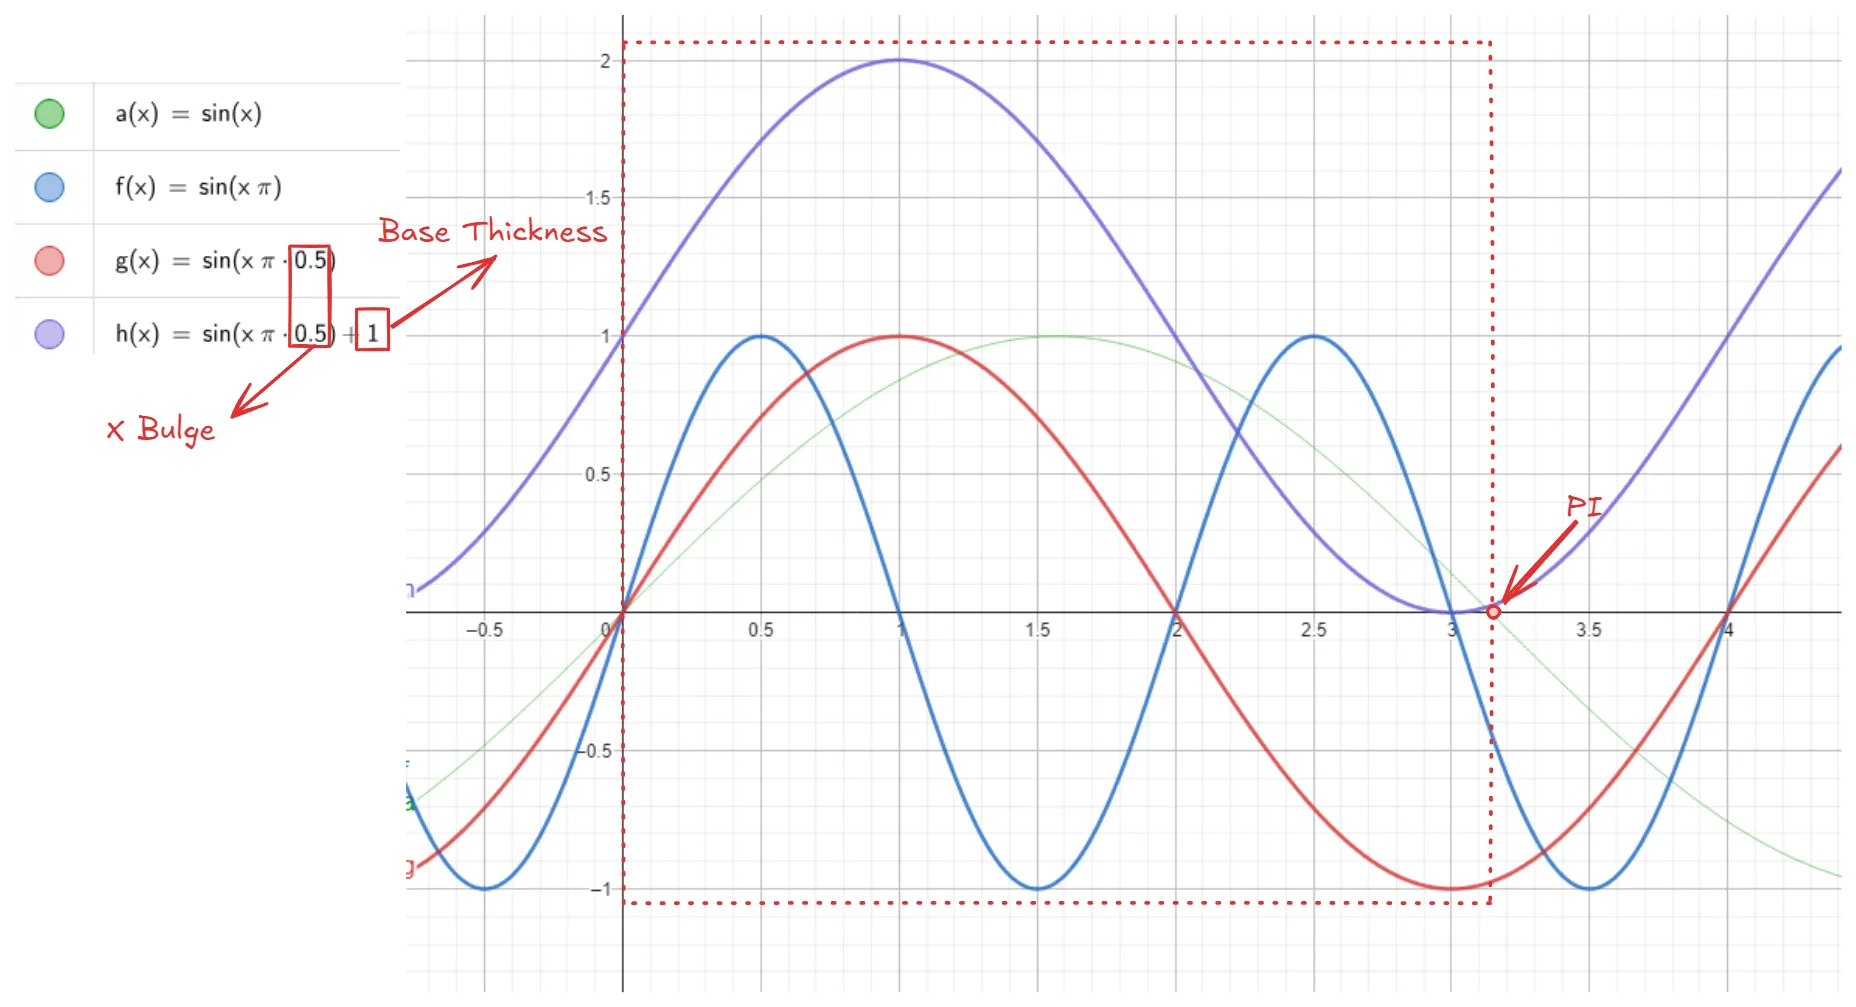 a(x) = sin(x)
f(x) = sin(x π)
g(x) = sin(x π · 0.5)
h(x) = sin(x π · 0.5) + 1
Base Thickness
x Bulge
PI
2
1.5
1
0.5
−0.5
0
0.5
1
1.5
2
2.5
3
3.5
4
−0.5
−1
h
f
a
g